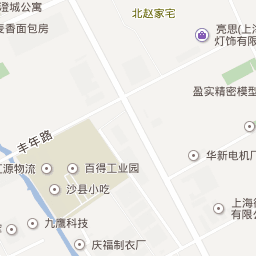 澄城公寓
麦香面包房
北赵家宅
亮思(上海
灯饰有限
盈实精密模型
丰年路
华新电机厂
江源物流
百得工业园
沙县小吃
九鹰科技
庆福制衣厂
上海
有限公